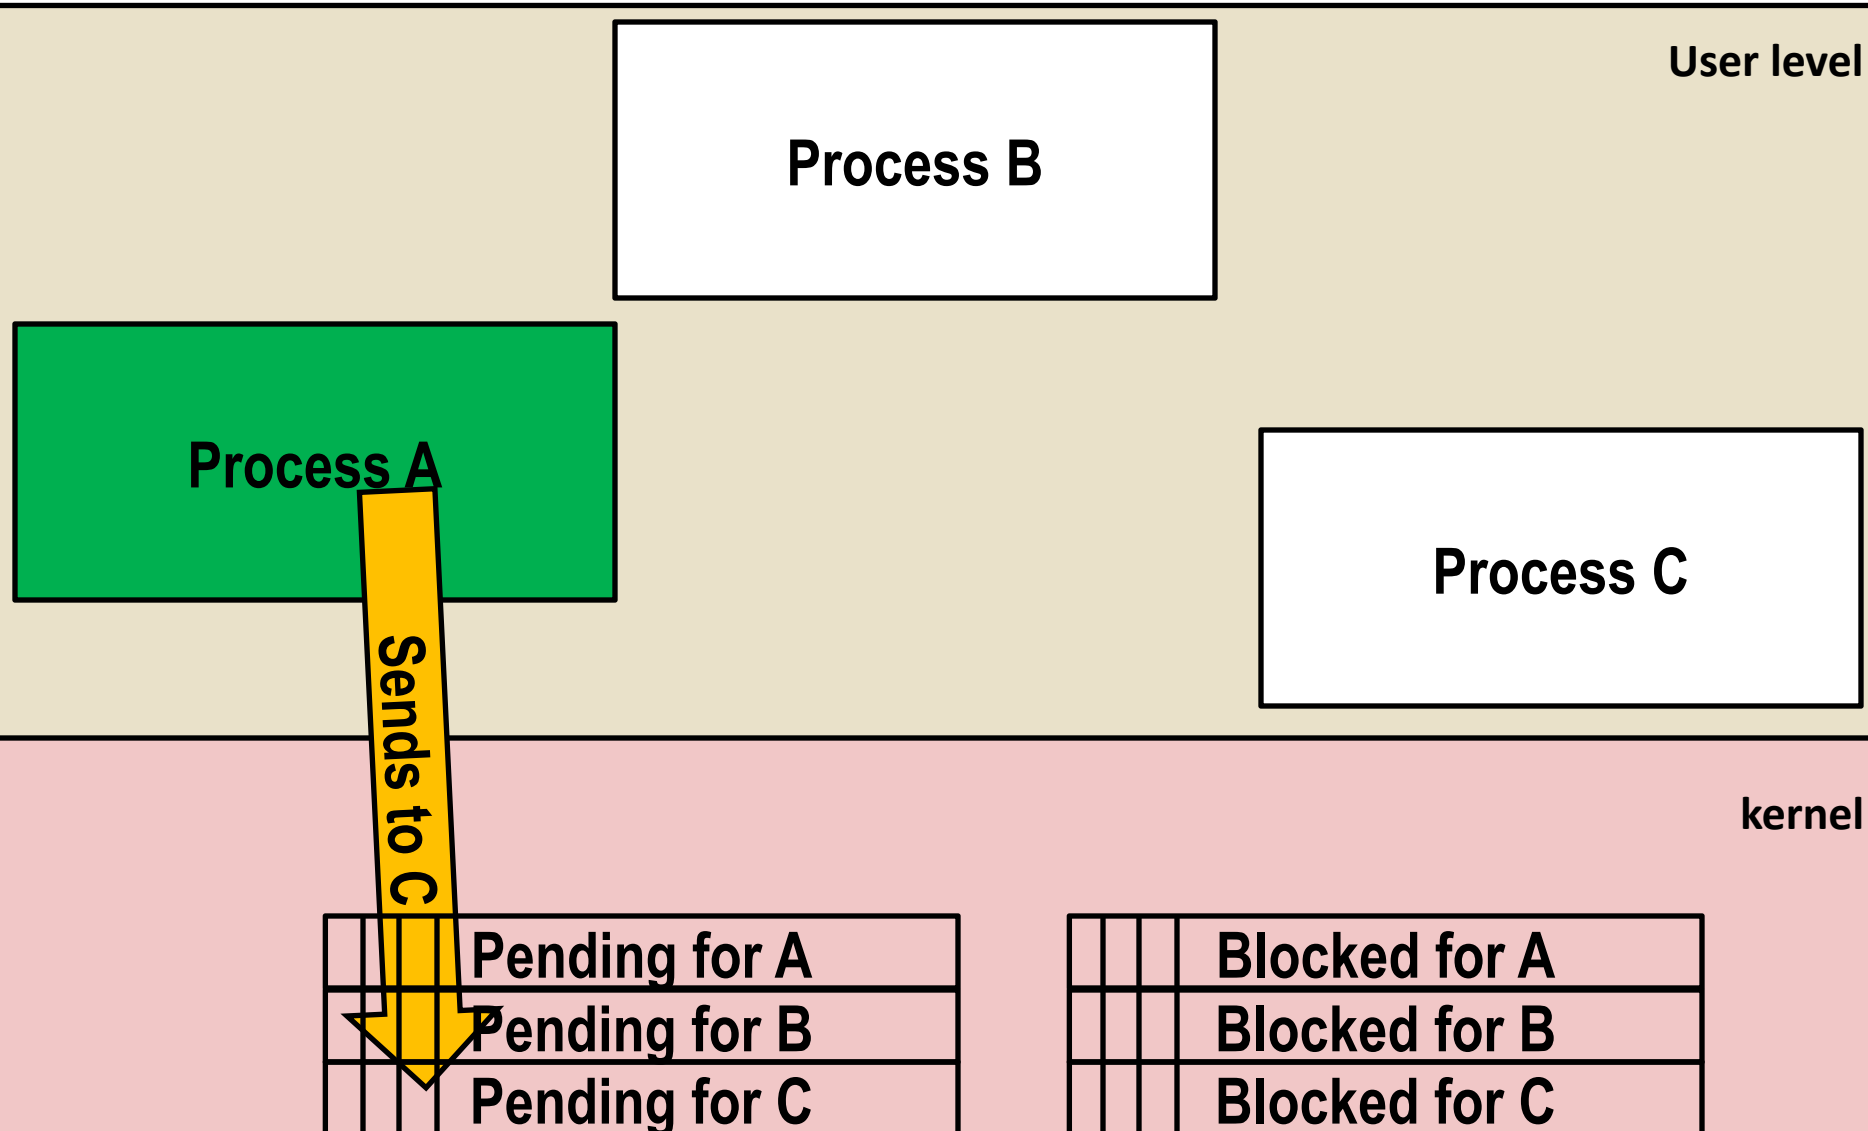 User level
Process B
Process A
Process C
Sends to C
kernel
Pending for A
Blocked for A
Pending for B
Blocked for B
Pending for C
Blocked for C